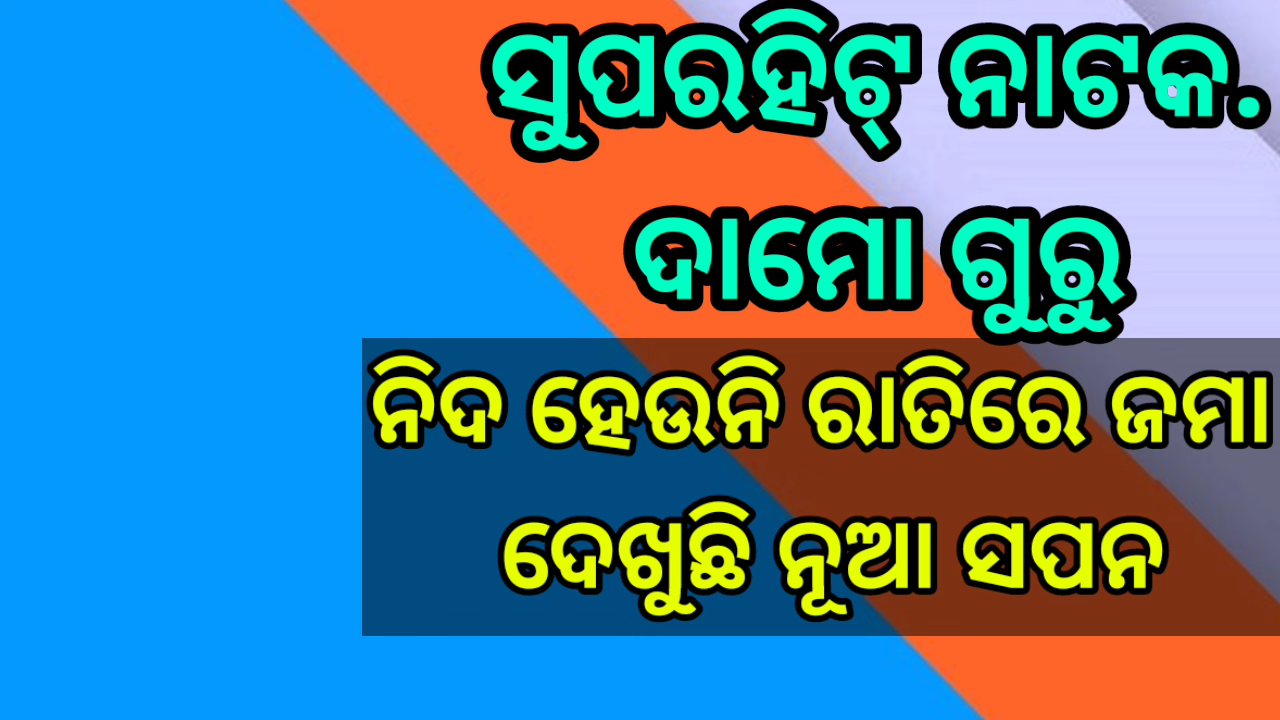 ସୁପରହିଟ୍ ନାଟକ.
ଦାମୋ ଗୁରୁ
ନିଦ ହେଉନି ରାତିରେ ଜମା
ଦେଖୁଛି ନୂଆ ସପନ